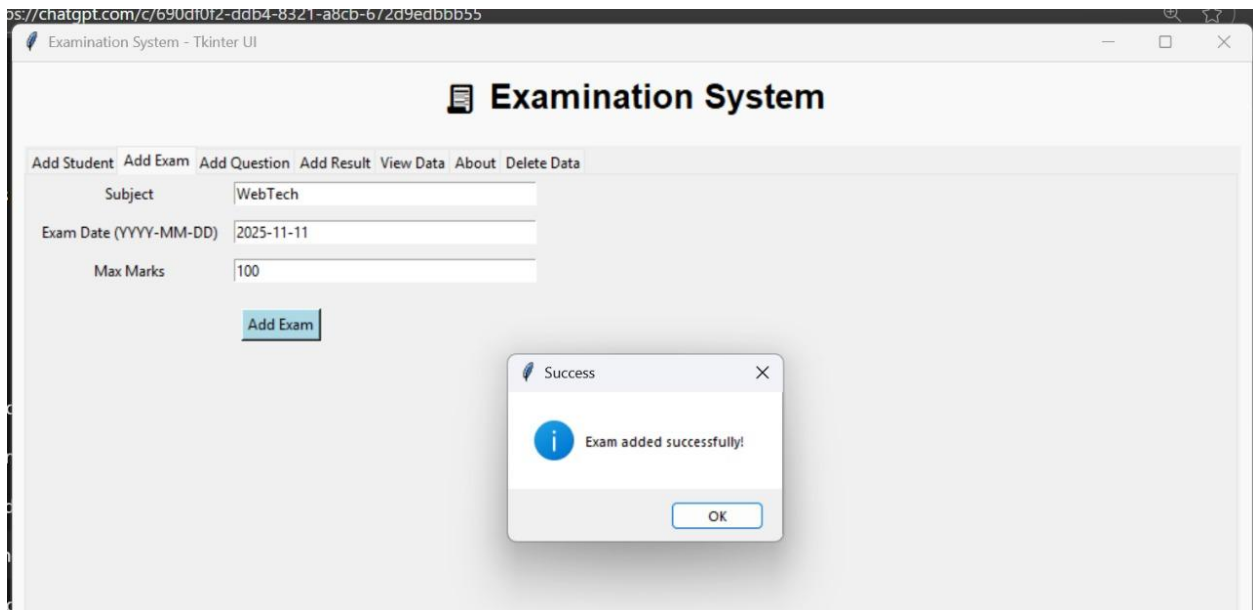 ps://chatgpt.com/c/690df0f2-ddb4-8321-a8cb-672d9edbbb55
Examination System - Tkinter UI
Examination System
Add Student Add Exam Add Question Add Result View Data About Delete Data
Subject WebTech
Exam Date (YYYY-MM-DD) 2025-11-11
Max Marks 100
Add Exam
Success
Exam added successfully!
OK